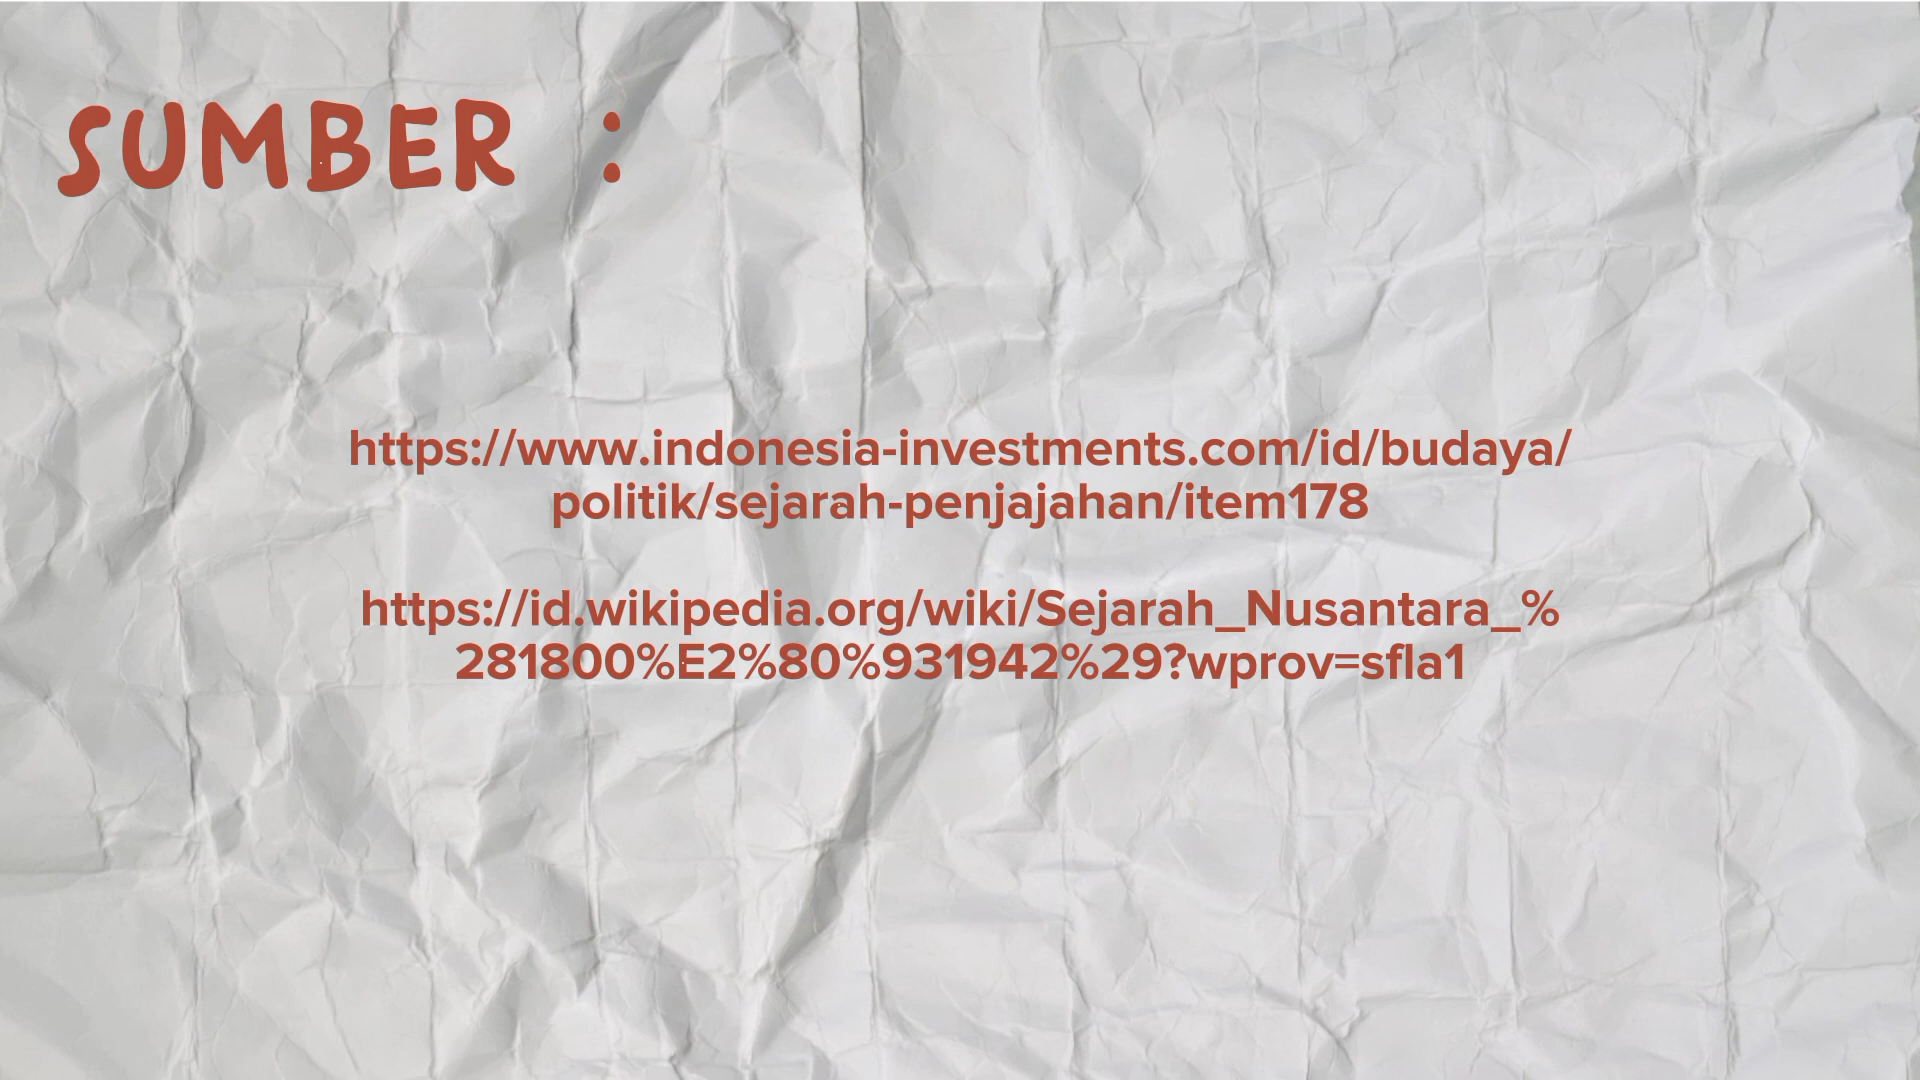 SUMBER :
https://www.indonesia-investments.com/id/budaya/
politik/sejarah-penjajahan/item178
https://id.wikipedia.org/wiki/Sejarah_Nusantara_%
281800%E2%80%931942%29?wprov=sfla1